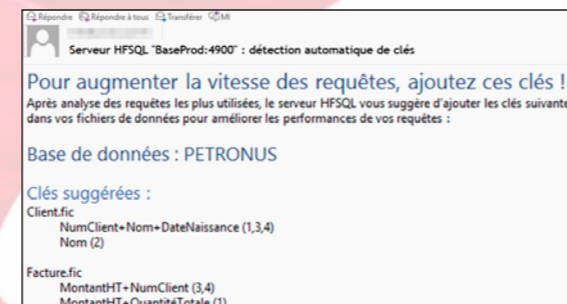 Répondre Répondre à tous Transférer MI
Serveur HFSQL "BaseProd:4900" : détection automatique de clés
Pour augmenter la vitesse des requêtes, ajoutez ces clés !
Après analyse des requêtes les plus utilisées, le serveur HFSQL vous suggère d'ajouter les clés suivante
dans vos fichiers de données pour améliorer les performances de vos requêtes :
Base de données : PETRONUS
Clés suggérées :
Client.fic
NumClient+Nom+DateNaissance (1,3,4)
Nom (2)
Facture.fic
MontantHT+NumClient (3,4)
MontantHT+QuantitéTotale (1)